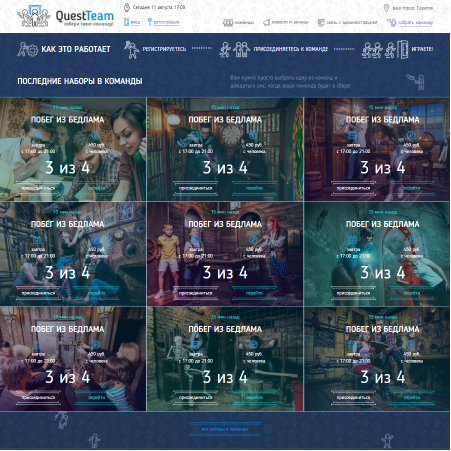 QuestTeam
собери свою команду!
Сегодня 11 августа 17:09
вход
регистрация
команды
новости и анонсы
связь с администрацией
ваш город: Саратов
собрать команду
КАК ЭТО РАБОТАЕТ
РЕГИСТРИРУЕТЕСЬ
ПРИСОЕДИНЯЕТЕСЬ К КОМАНДЕ
ИГРАЕТЕ!
ПОСЛЕДНИЕ НАБОРЫ В КОМАНДЫ
Вам нужно просто выбрать одну из команд и
дождаться смс, когда ваша команда будет в сборе!
15 мин назад
ПОБЕГ ИЗ БЕДЛАМА
завтра
с 17:00 до 21:00
450 руб.
с человека
3 из 4
присоединиться
перейти
15 мин назад
ПОБЕГ ИЗ БЕДЛАМА
завтра
с 17:00 до 21:00
450 руб.
с человека
3 из 4
присоединиться
перейти
15 мин назад
ПОБЕГ ИЗ БЕДЛАМА
завтра
с 17:00 до 21:00
450 руб.
с человека
3 из 4
присоединиться
перейти
15 мин назад
ПОБЕГ ИЗ БЕДЛАМА
завтра
с 17:00 до 21:00
450 руб.
с человека
3 из 4
присоединиться
перейти
15 мин назад
ПОБЕГ ИЗ БЕДЛАМА
завтра
с 17:00 до 21:00
450 руб.
с человека
3 из 4
присоединиться
перейти
15 мин назад
ПОБЕГ ИЗ БЕДЛАМА
завтра
с 17:00 до 21:00
450 руб.
с человека
3 из 4
присоединиться
перейти
15 мин назад
ПОБЕГ ИЗ БЕДЛАМА
завтра
с 17:00 до 21:00
450 руб.
с человека
3 из 4
присоединиться
перейти
15 мин назад
ПОБЕГ ИЗ БЕДЛАМА
завтра
с 17:00 до 21:00
450 руб.
с человека
3 из 4
присоединиться
перейти
15 мин назад
ПОБЕГ ИЗ БЕДЛАМА
завтра
с 17:00 до 21:00
450 руб.
с человека
3 из 4
присоединиться
перейти
все наборы в команды